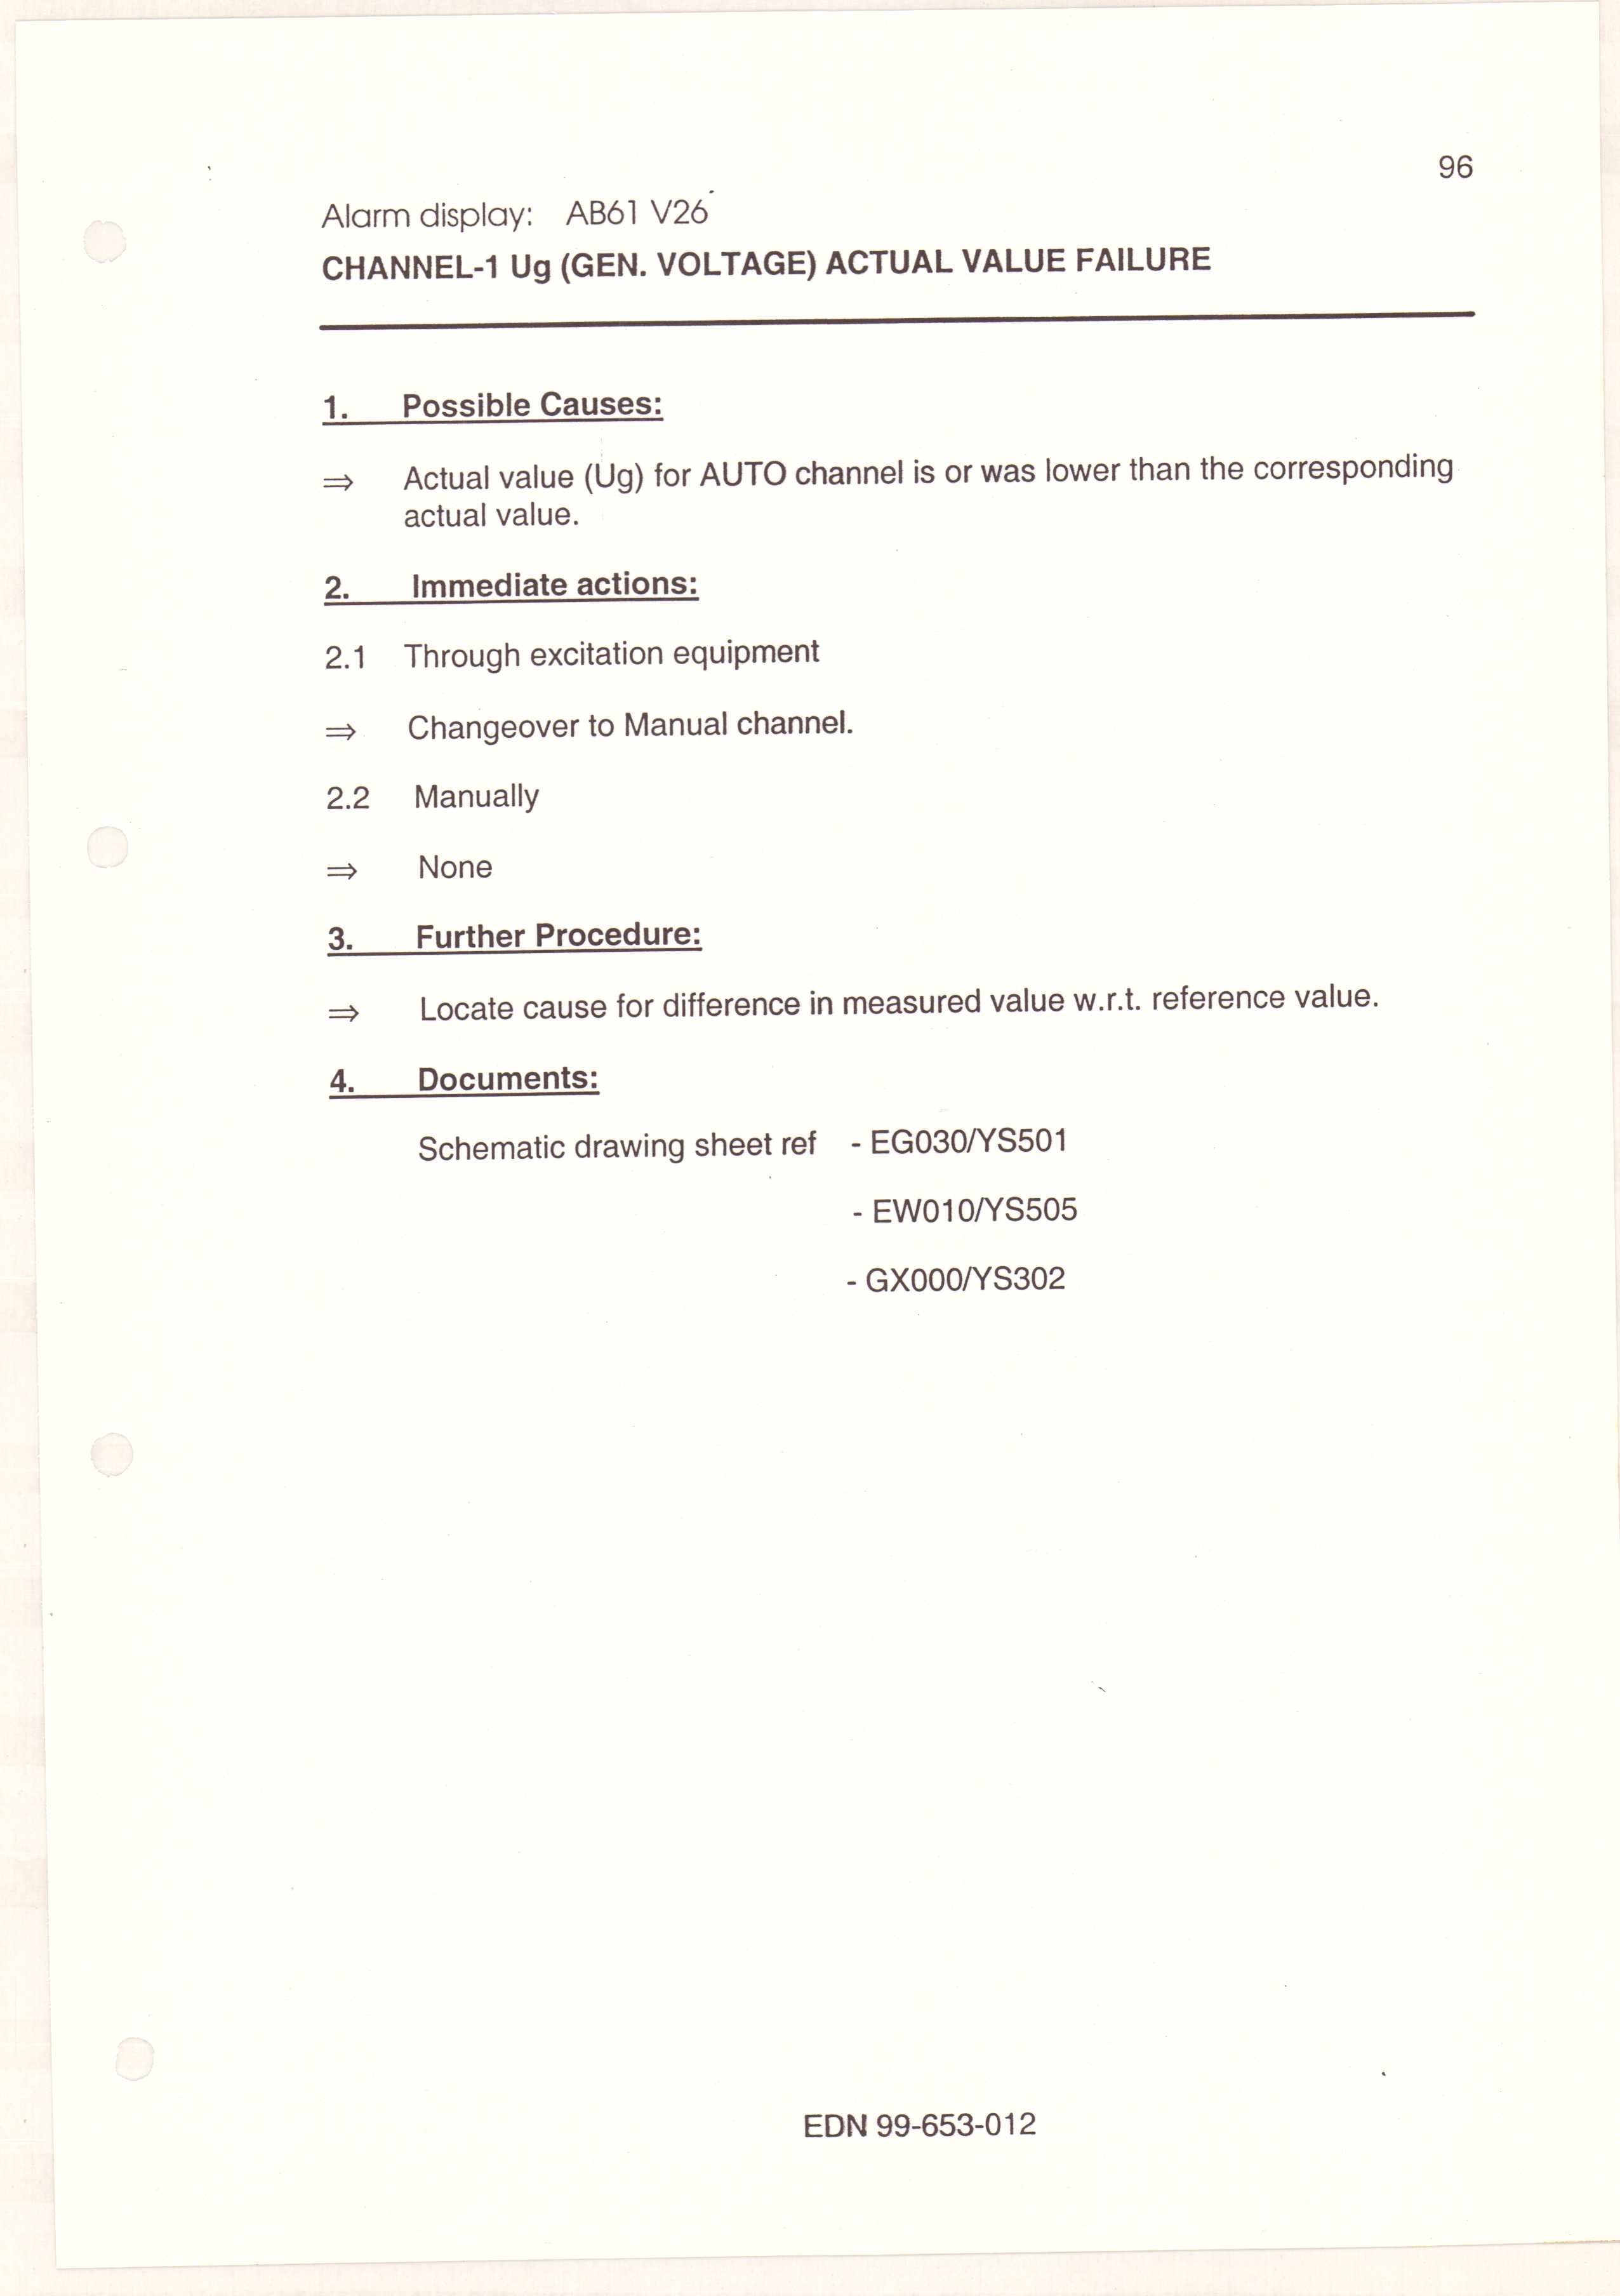 96
Alarm display: AB61 V26
CHANNEL-1 Ug (GEN. VOLTAGE) ACTUAL VALUE FAILURE
1. Possible Causes:
⇒ Actual value (Ug) for AUTO channel is or was lower than the corresponding
actual value.
2. Immediate actions:
2.1 Through excitation equipment
⇒ Changeover to Manual channel.
2.2 Manually
⇒ None
3. Further Procedure:
⇒ Locate cause for difference in measured value w.r.t. reference value.
4. Documents:
Schematic drawing sheet ref - EG030/YS501
- EW010/YS505
- GX000/YS302
EDN 99-653-012